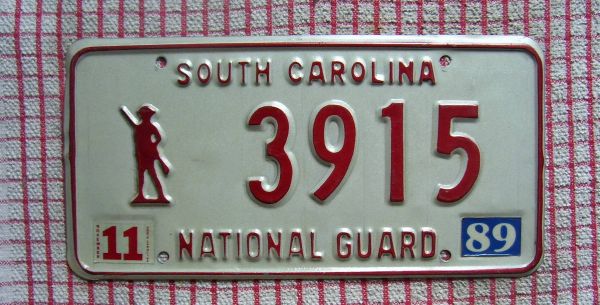 SOUTH CAROLINA
3915
11 NATIONAL GUARD 89